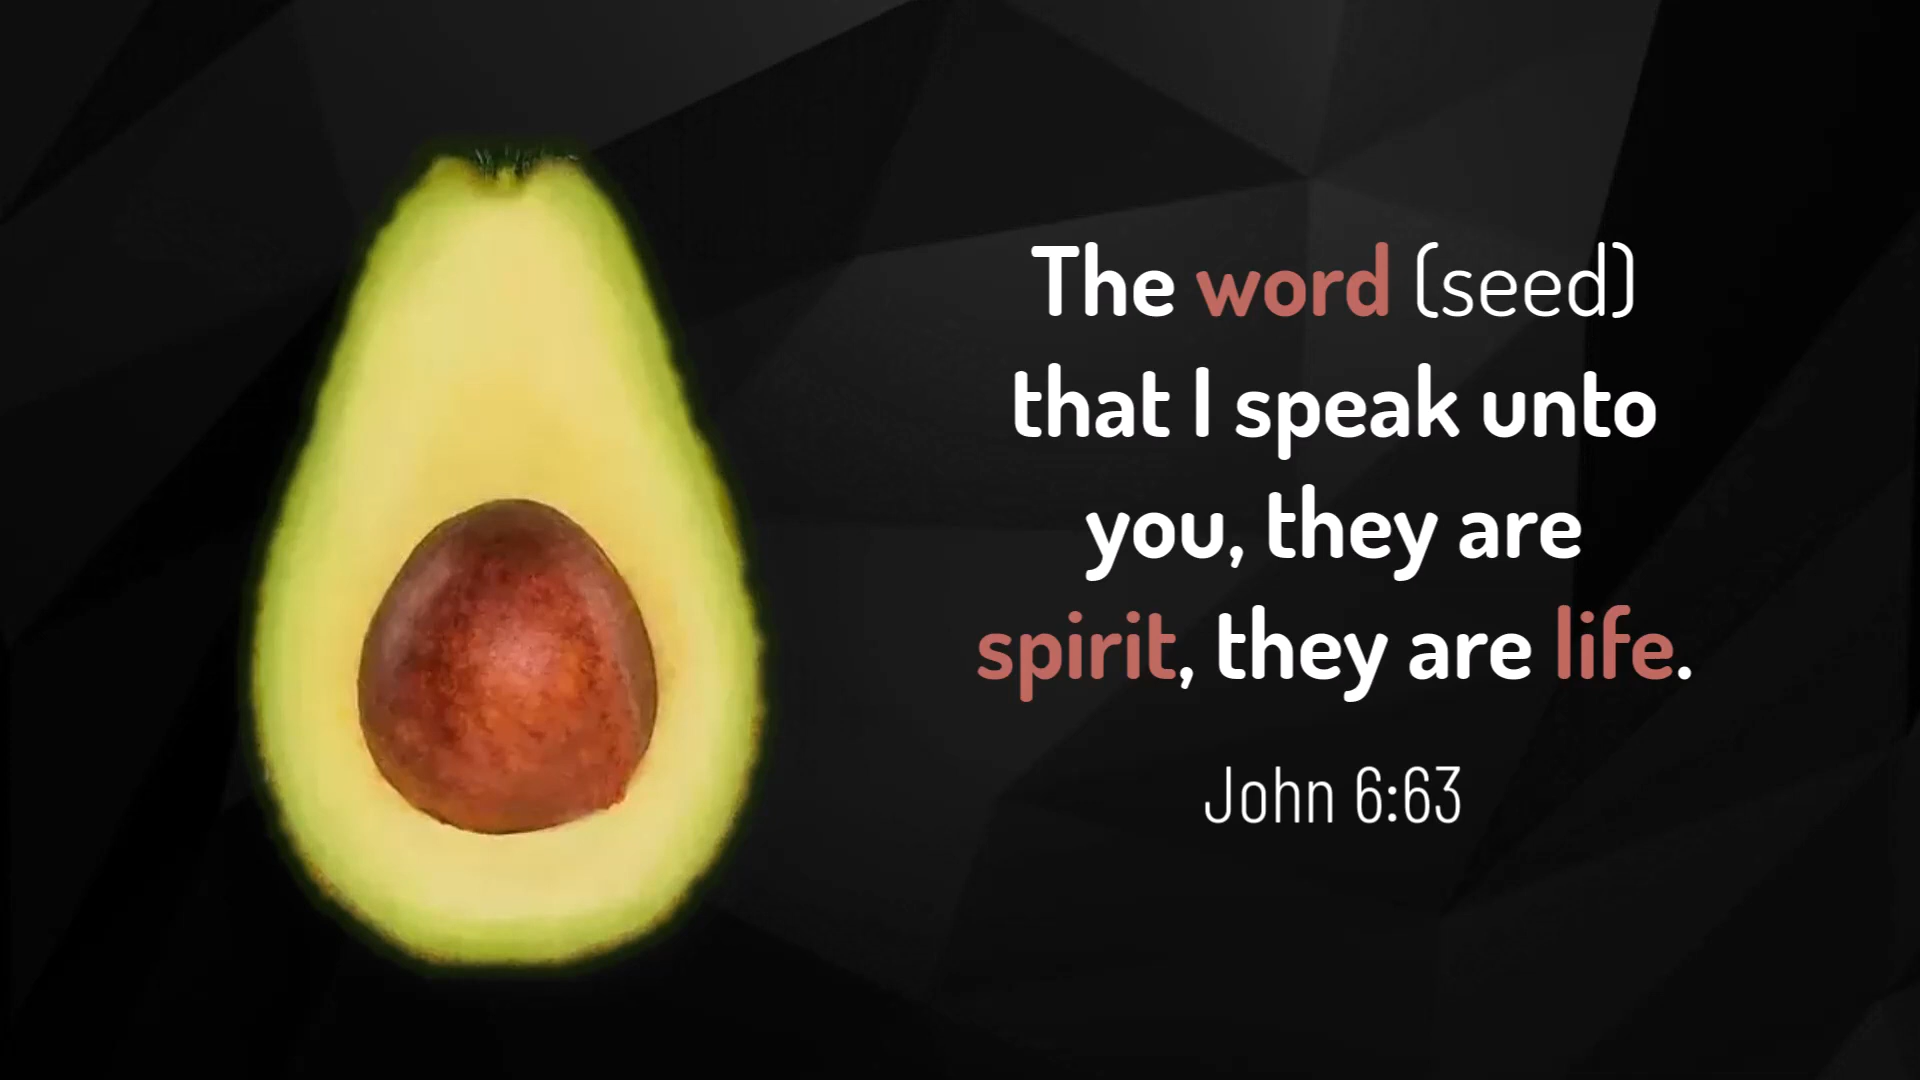 The word (seed)
that I speak unto
you, they are
spirit, they are life.
John 6:63